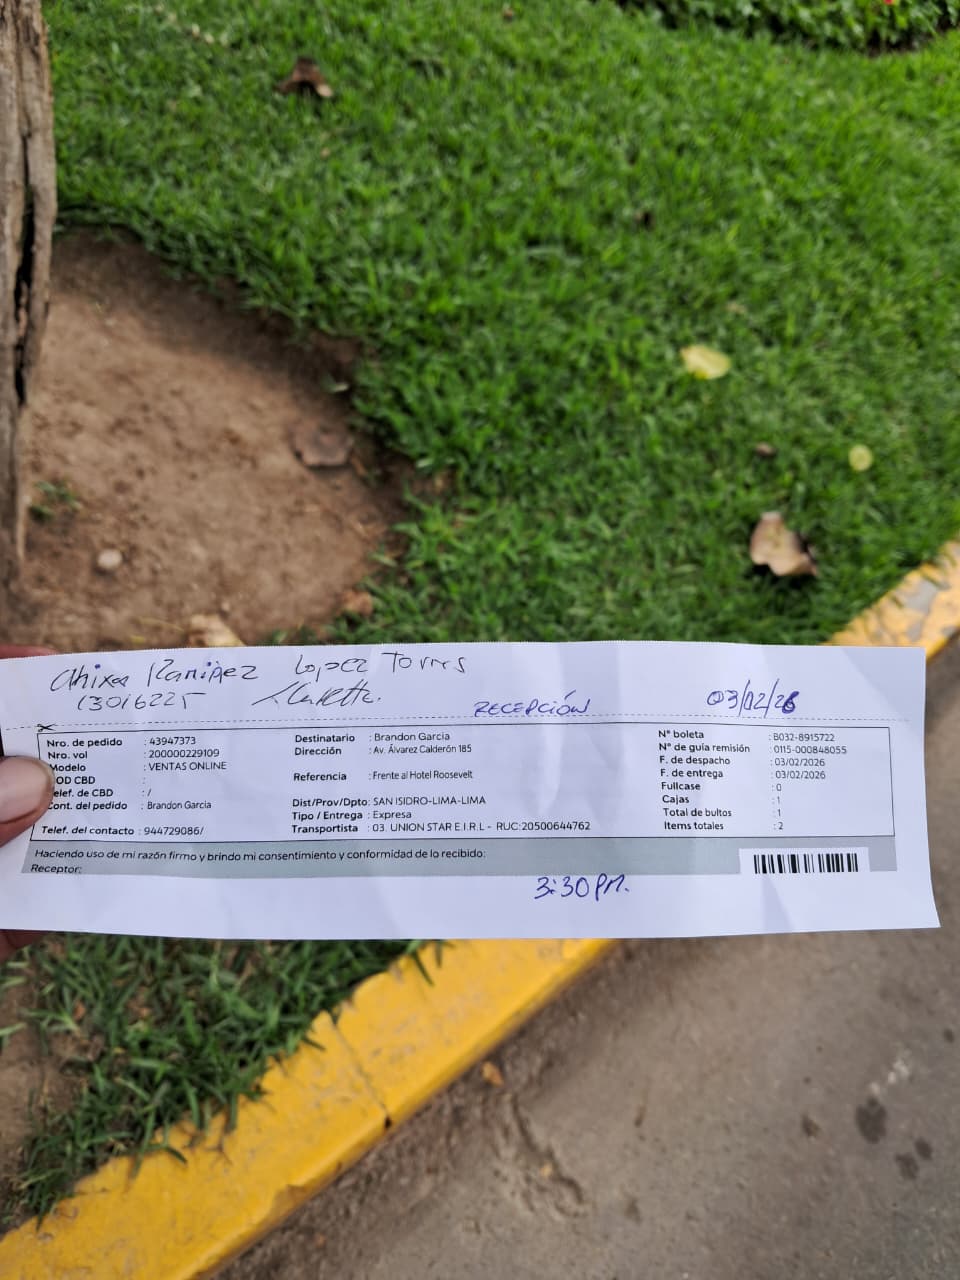 Ramirez Lopez Torres
RECEPCIÓN 03/02/26
Nro. de pedido : 43947373
Nro. vol : 200000229109
Modelo : VENTAS ONLINE
OD CBD :
elef. de CBD : /
Cont. del pedido : Brandon Garcia
Telef. del contacto : 944729086/
Destinatario : Brandon Garcia
Dirección : Av. Álvarez Calderón 185
Referencia : Frente al Hotel Roosevelt
Dist/Prov/Dpto : SAN ISIDRO-LIMA-LIMA
Tipo / Entrega : Expresa
Transportista : 03. UNION STAR E.I.R.L - RUC:20500644762
N° boleta : B032-8915722
N° de guía remisión : 0115-000848055
F. de despacho : 03/02/2026
F. de entrega : 03/02/2026
Fullcase : 0
Cajas : 1
Total de bultos : 1
Items totales : 2
Haciendo uso de mi razón firmo y brindo mi consentimiento y conformidad de lo recibido:
Receptor:
3:30 PM.